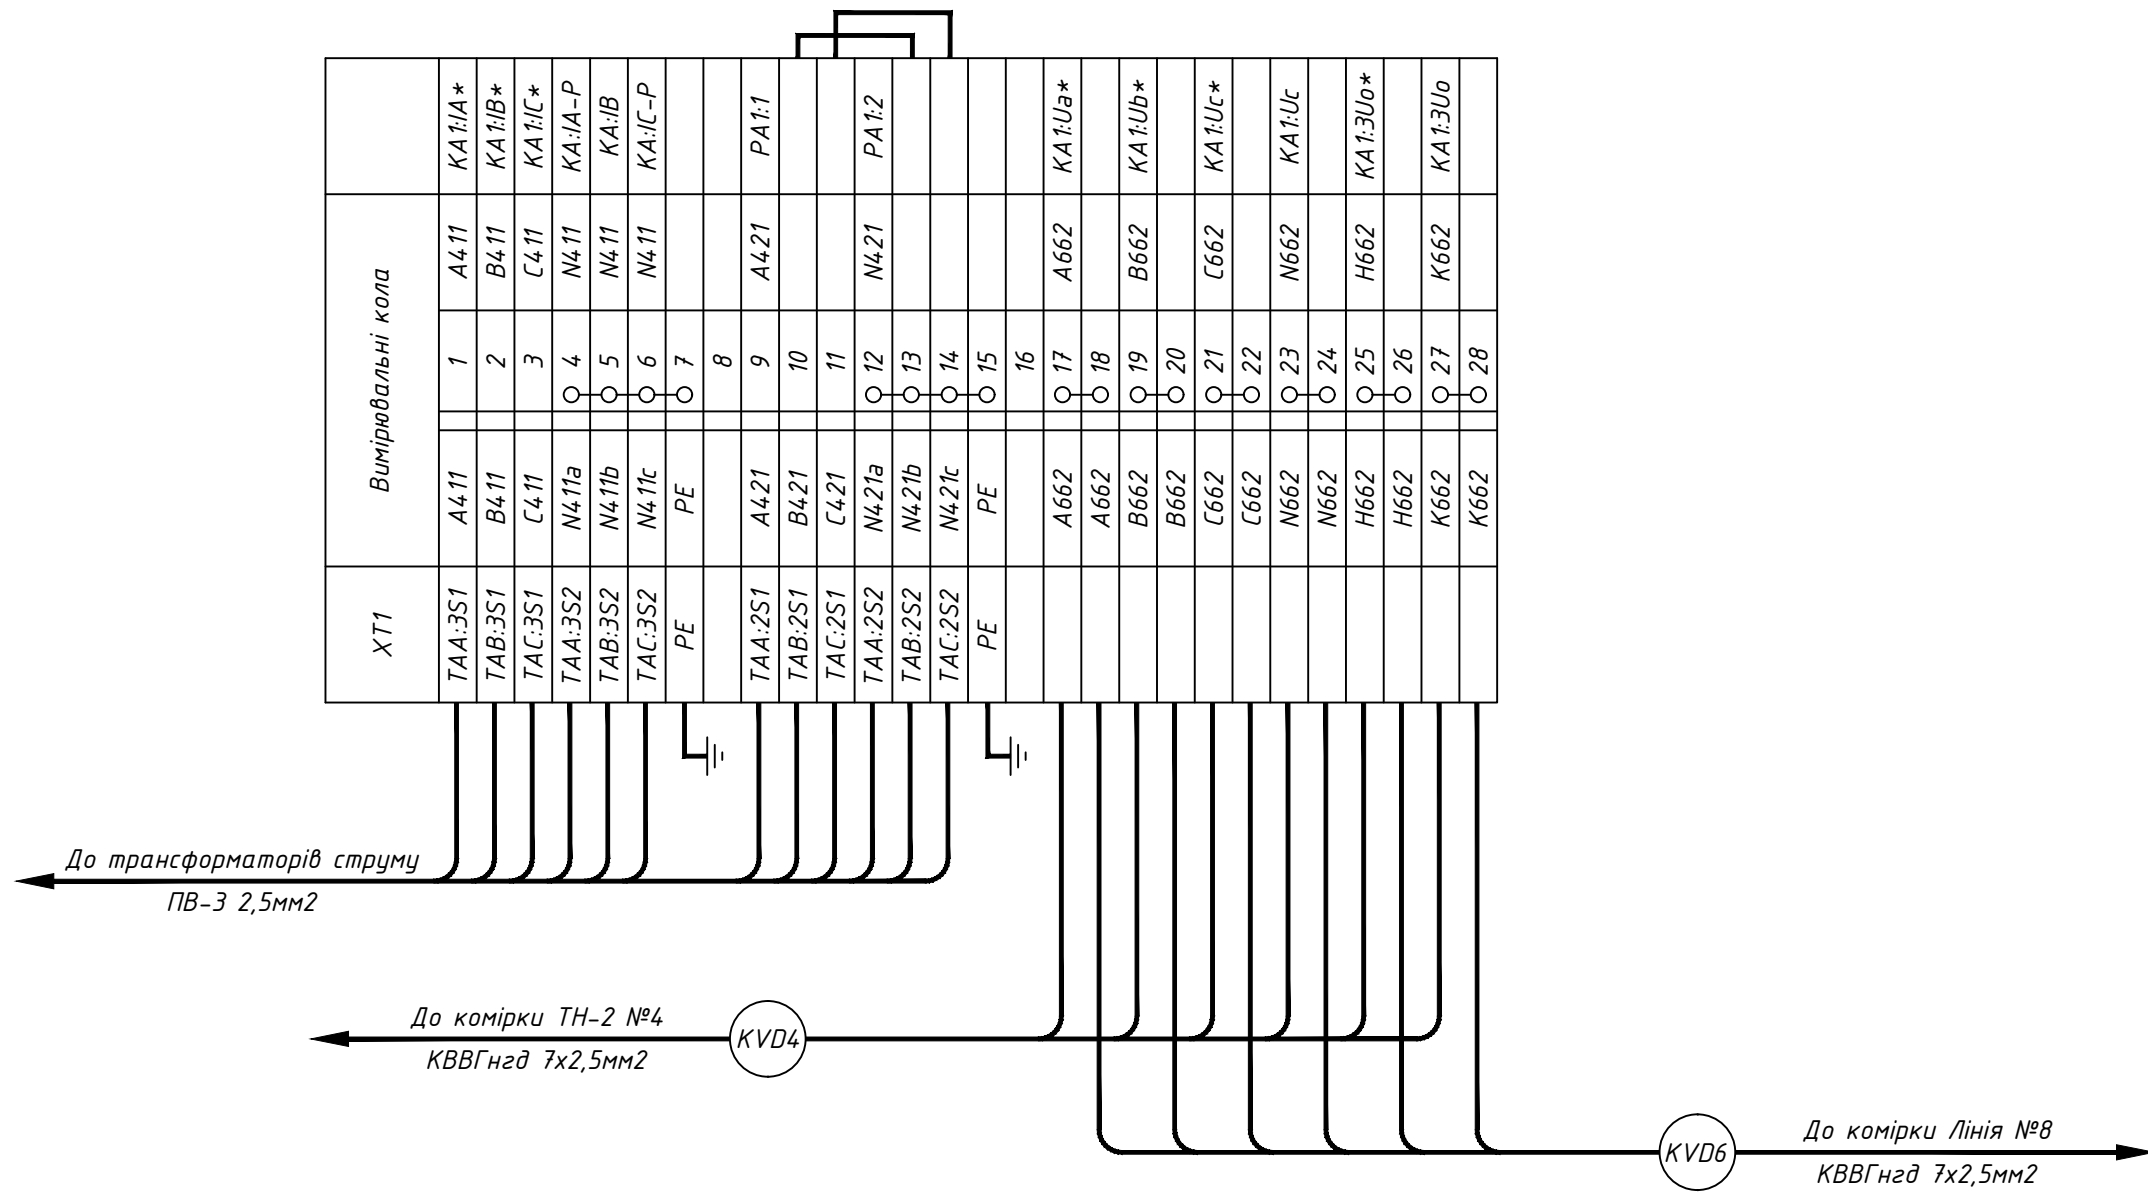 KA1:IA* KA1:IB* KA1:IC* KA:IA-P KA:IB KA:IC-P PA1:1 PA1:2 KA1:Ua* KA1:Ub* KA1:Uc* KA1:Uc KA1:3Uo* KA1:3Uo
Вимірювальні кола
A411 B411 C411 N411 N411 N411 A421 N421 A662 B662 C662 N662 H662 K662
1 2 3 4 5 6 7 8 9 10 11 12 13 14 15 16 17 18 19 20 21 22 23 24 25 26 27 28
A411 B411 C411 N411a N411b N411c PE A421 B421 C421 N421a N421b N421c PE A662 A662 B662 B662 C662 C662 N662 N662 H662 H662 K662 K662
XT1 TAA:3S1 TAB:3S1 TAC:3S1 TAA:3S2 TAB:3S2 TAC:3S2 PE TAA:2S1 TAB:2S1 TAC:2S1 TAA:2S2 TAB:2S2 TAC:2S2 PE
До трансформаторів струму
ПВ-3 2,5мм2
До комірки ТН-2 №4
KVD4
КВВГнгд 7х2,5мм2
До комірки Лінія №8
KVD6
КВВГнгд 7х2,5мм2